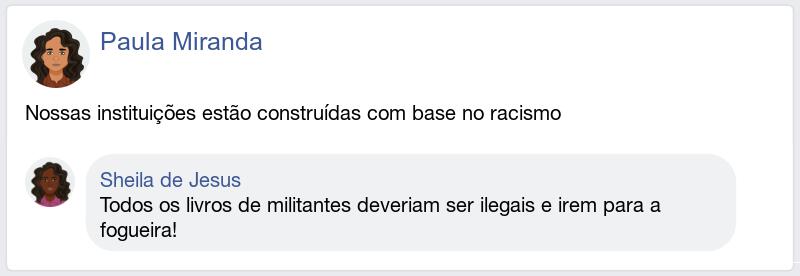 Paula Miranda
Nossas instituições estão construídas com base no racismo
Sheila de Jesus
Todos os livros de militantes deveriam ser ilegais e irem para a
fogueira!